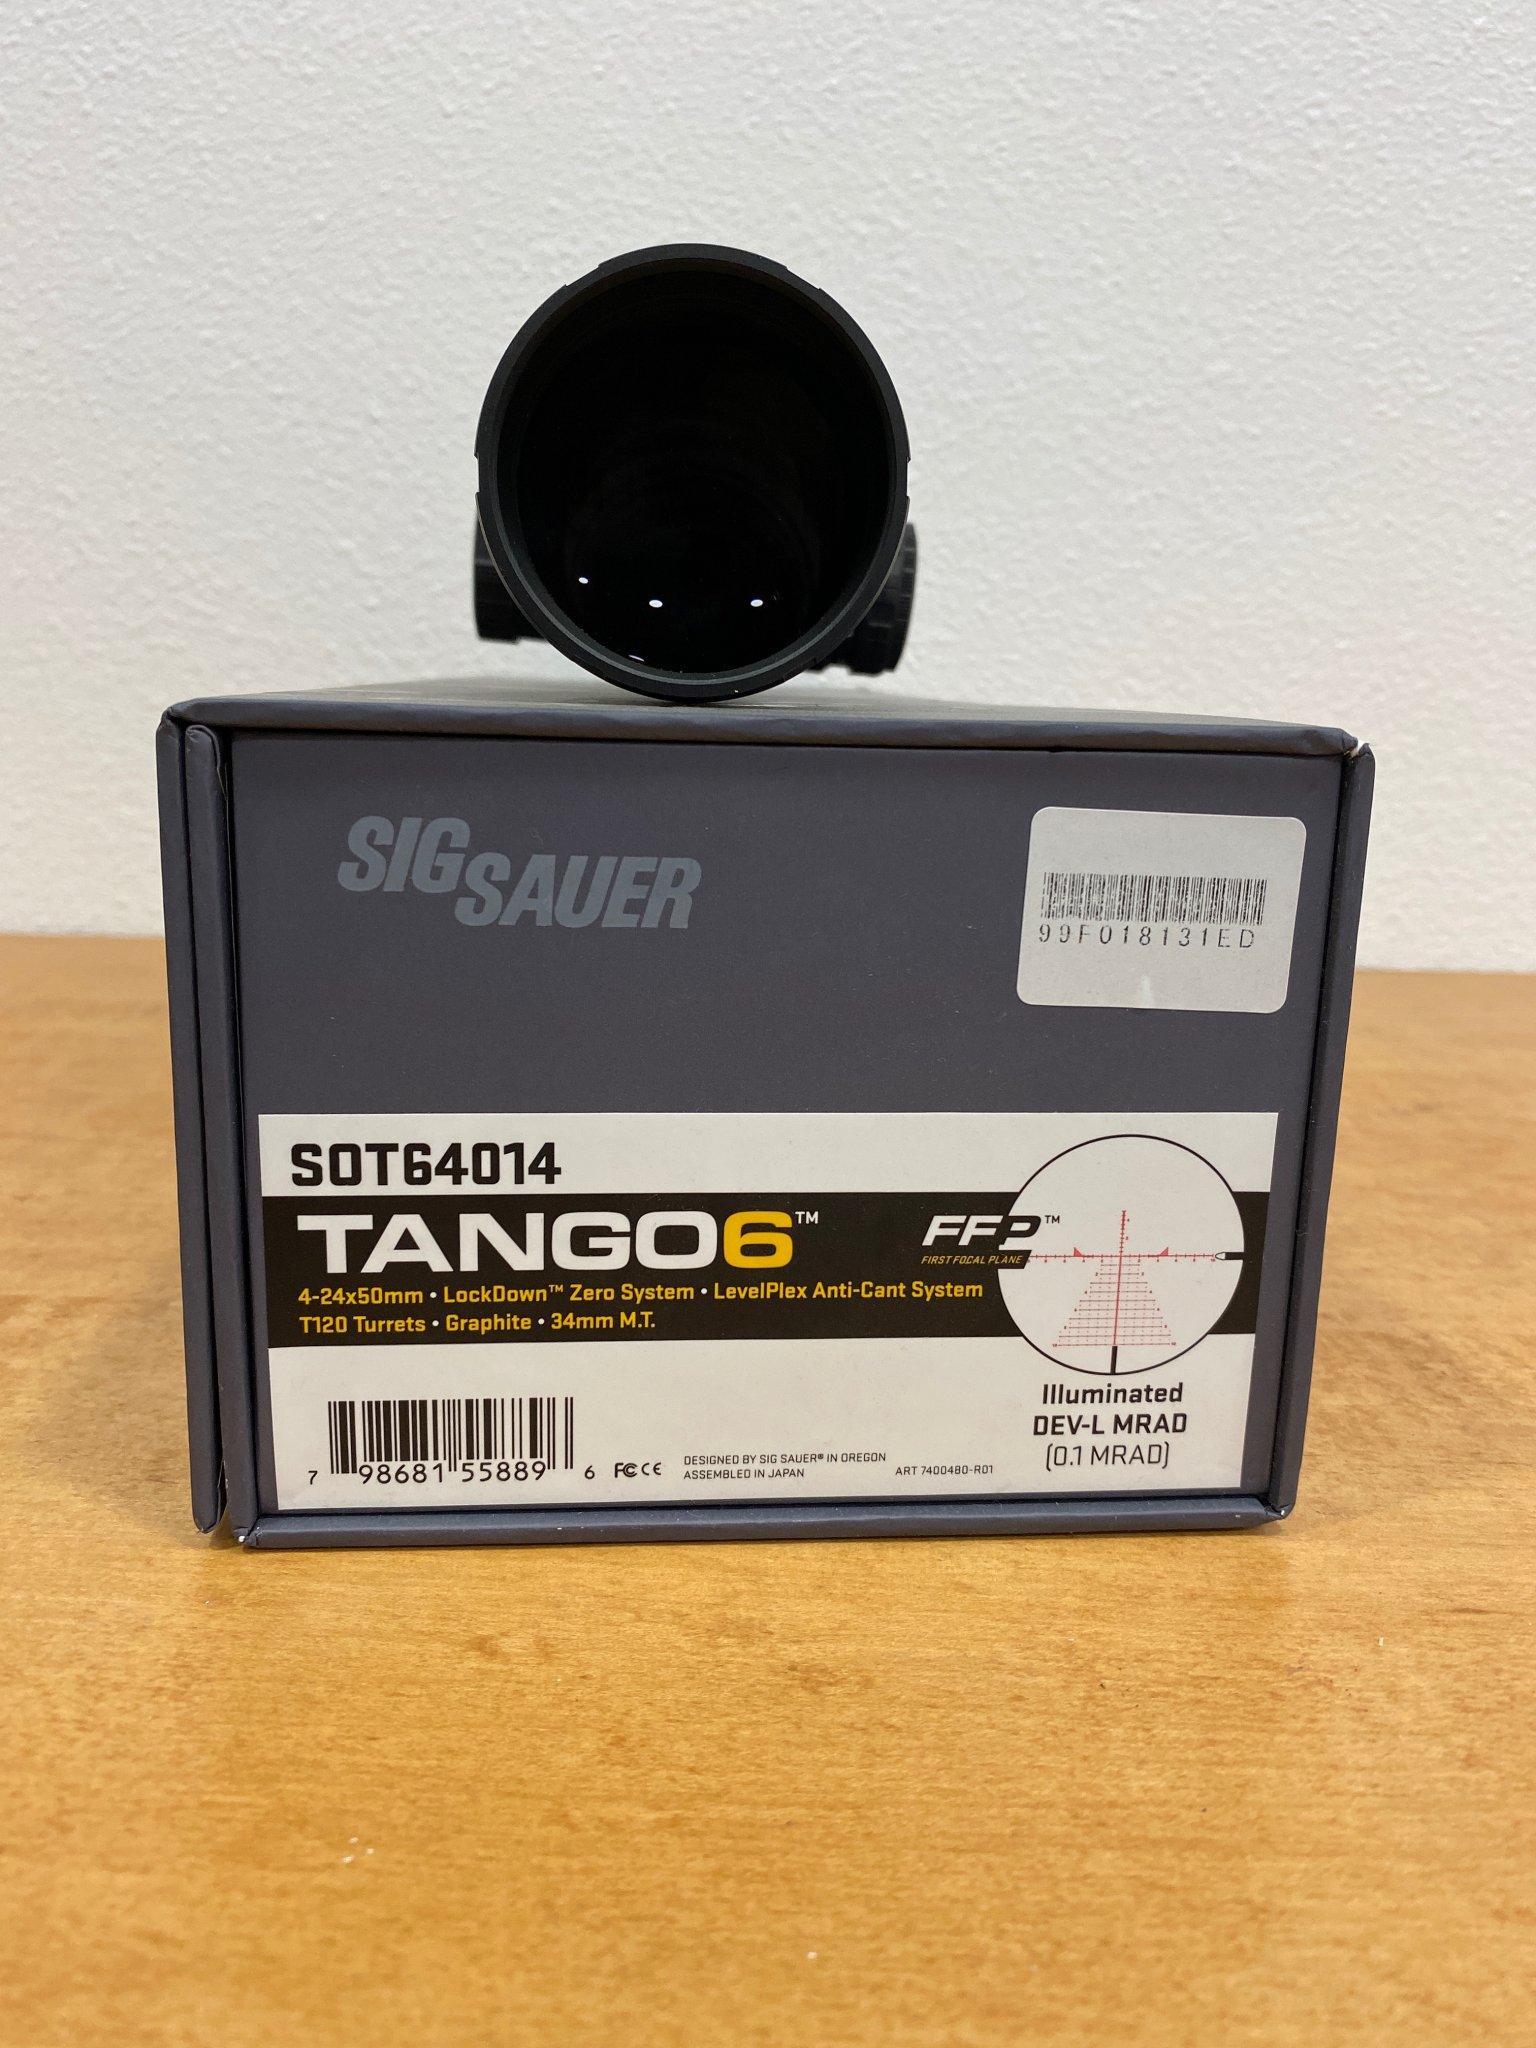 SIG SAUER
99F018131ED
SOT64014
TANGO6™
FFP™
FIRST FOCAL PLANE
4-24x50mm • LockDown™ Zero System • LevelPlex Anti-Cant System
T120 Turrets • Graphite • 34mm M.T.
Illuminated
DEV-L MRAD
(0.1 MRAD)
7 98681 55889 6
FC CE
DESIGNED BY SIG SAUER® IN OREGON
ASSEMBLED IN JAPAN
ART 7400480-R01